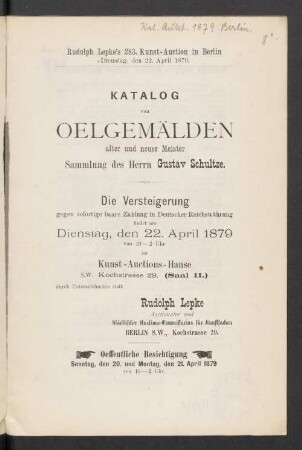 Kat. Aukt. 1879 Berlin.
8°
Rudolph Lepke's 283. Kunst-Auction in Berlin
Dienstag, den 22. April 1879.
KATALOG
von
OELGEMÄLDEN
alter und neuer Meister
Sammlung des Herrn Gustav Schultze.
Die Versteigerung
gegen sofortige baare Zahlung in Deutscher Reichswährung
findet am
Dienstag, den 22. April 1879
von 10—2 Uhr
im
Kunst-Auctions-Hause
S.W. Kochstrasse 29. (Saal II.)
durch Unterzeichneten statt.
Rudolph Lepke
Auctionator und
Städtischer Auctions-Commissarius für Kunstsachen
BERLIN S.W., Kochstrasse 29.
Oeffentliche Besichtigung
Sonntag, den 20. und Montag, den 21. April 1879
von 10—2 Uhr.